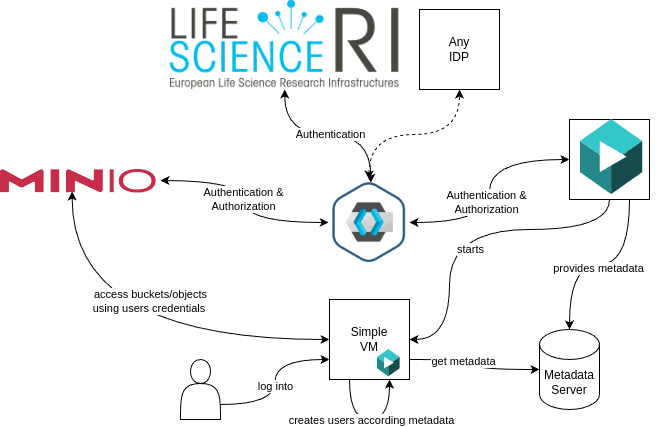 LIFE
SCIENCE RI
European Life Science Research Infrastructures
Any
IDP
Authentication
MINIO
Authentication &
Authorization
Authentication &
Authorization
starts
provides metadata
access buckets/objects
using users credentials
Simple
VM
get metadata
Metadata
Server
log into
creates users according metadata